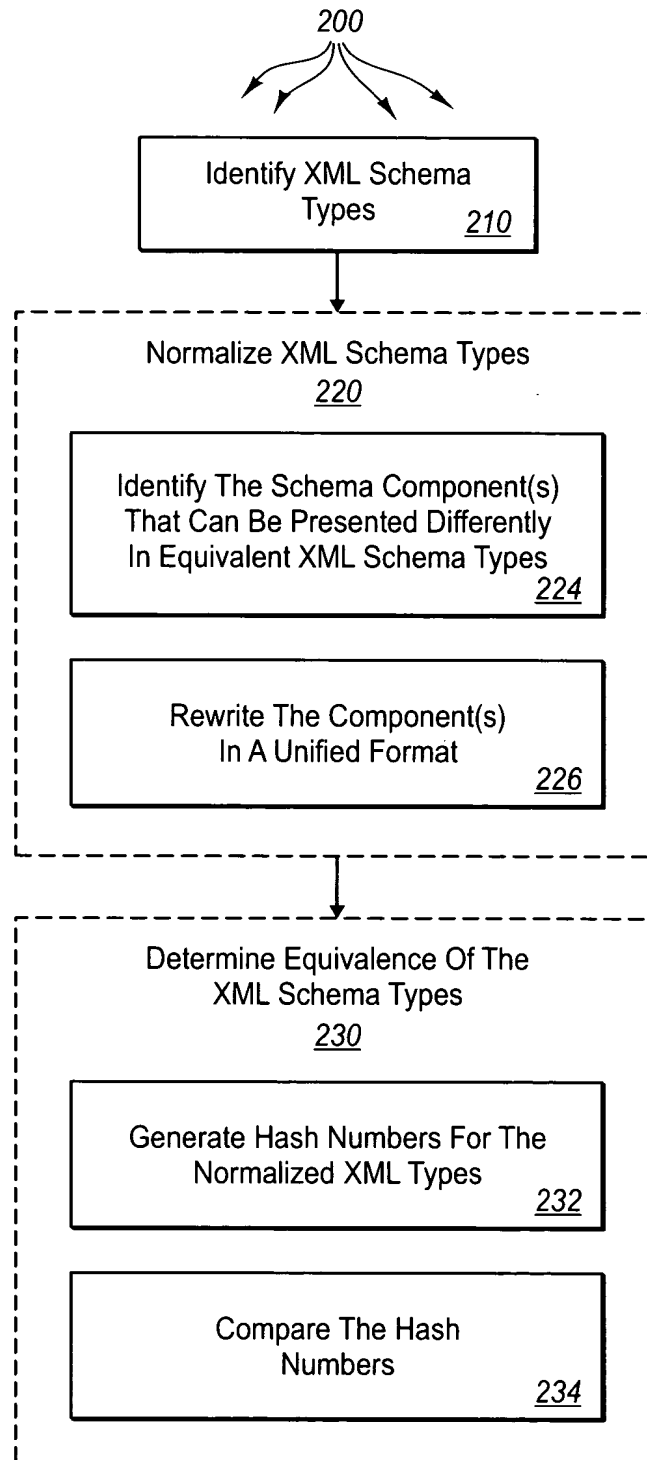 200
Identify XML Schema
Types
210
Normalize XML Schema Types
220
Identify The Schema Component(s)
That Can Be Presented Differently
In Equivalent XML Schema Types
224
Rewrite The Component(s)
In A Unified Format
226
Determine Equivalence Of The
XML Schema Types
230
Generate Hash Numbers For The
Normalized XML Types
232
Compare The Hash
Numbers
234